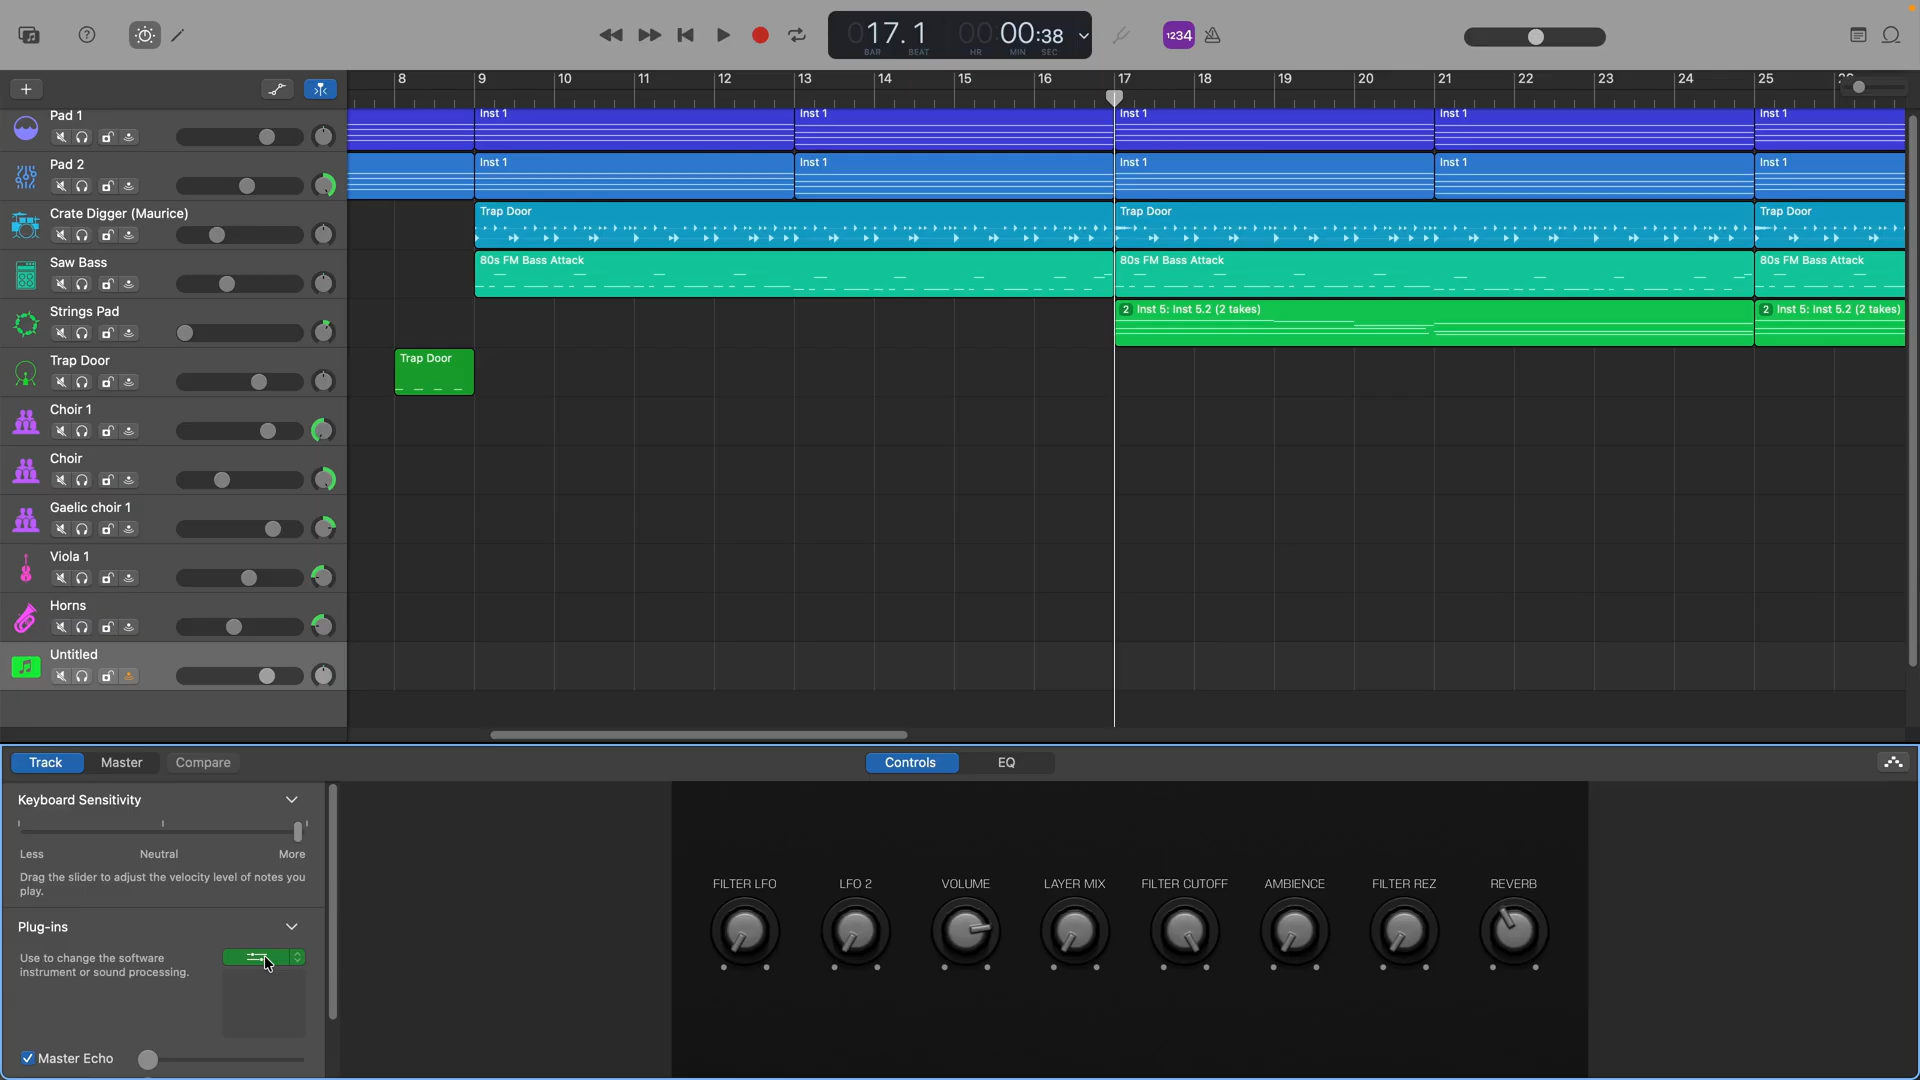 17.1 00:00:38
BAR BEAT HR MIN SEC
1234
8 9 10 11 12 13 14 15 16 17 18 19 20 21 22 23 24 25
Pad 1
Inst 1 Inst 1 Inst 1 Inst 1 Inst 1
Pad 2
Inst 1 Inst 1 Inst 1 Inst 1 Inst 1
Crate Digger (Maurice)
Trap Door Trap Door Trap Door
Saw Bass
80s FM Bass Attack 80s FM Bass Attack 80s FM Bass Attack
Strings Pad
2 Inst 5: Inst 5.2 (2 takes) 2 Inst 5: Inst 5.2 (2 takes)
Trap Door
Trap Door
Choir 1
Choir
Gaelic choir 1
Viola 1
Horns
Untitled
Track Master Compare Controls EQ
Keyboard Sensitivity
Less Neutral More
Drag the slider to adjust the velocity level of notes you
play.
Plug-ins
Use to change the software
instrument or sound processing.
Master Echo
FILTER LFO LFO 2 VOLUME LAYER MIX FILTER CUTOFF AMBIENCE FILTER REZ REVERB